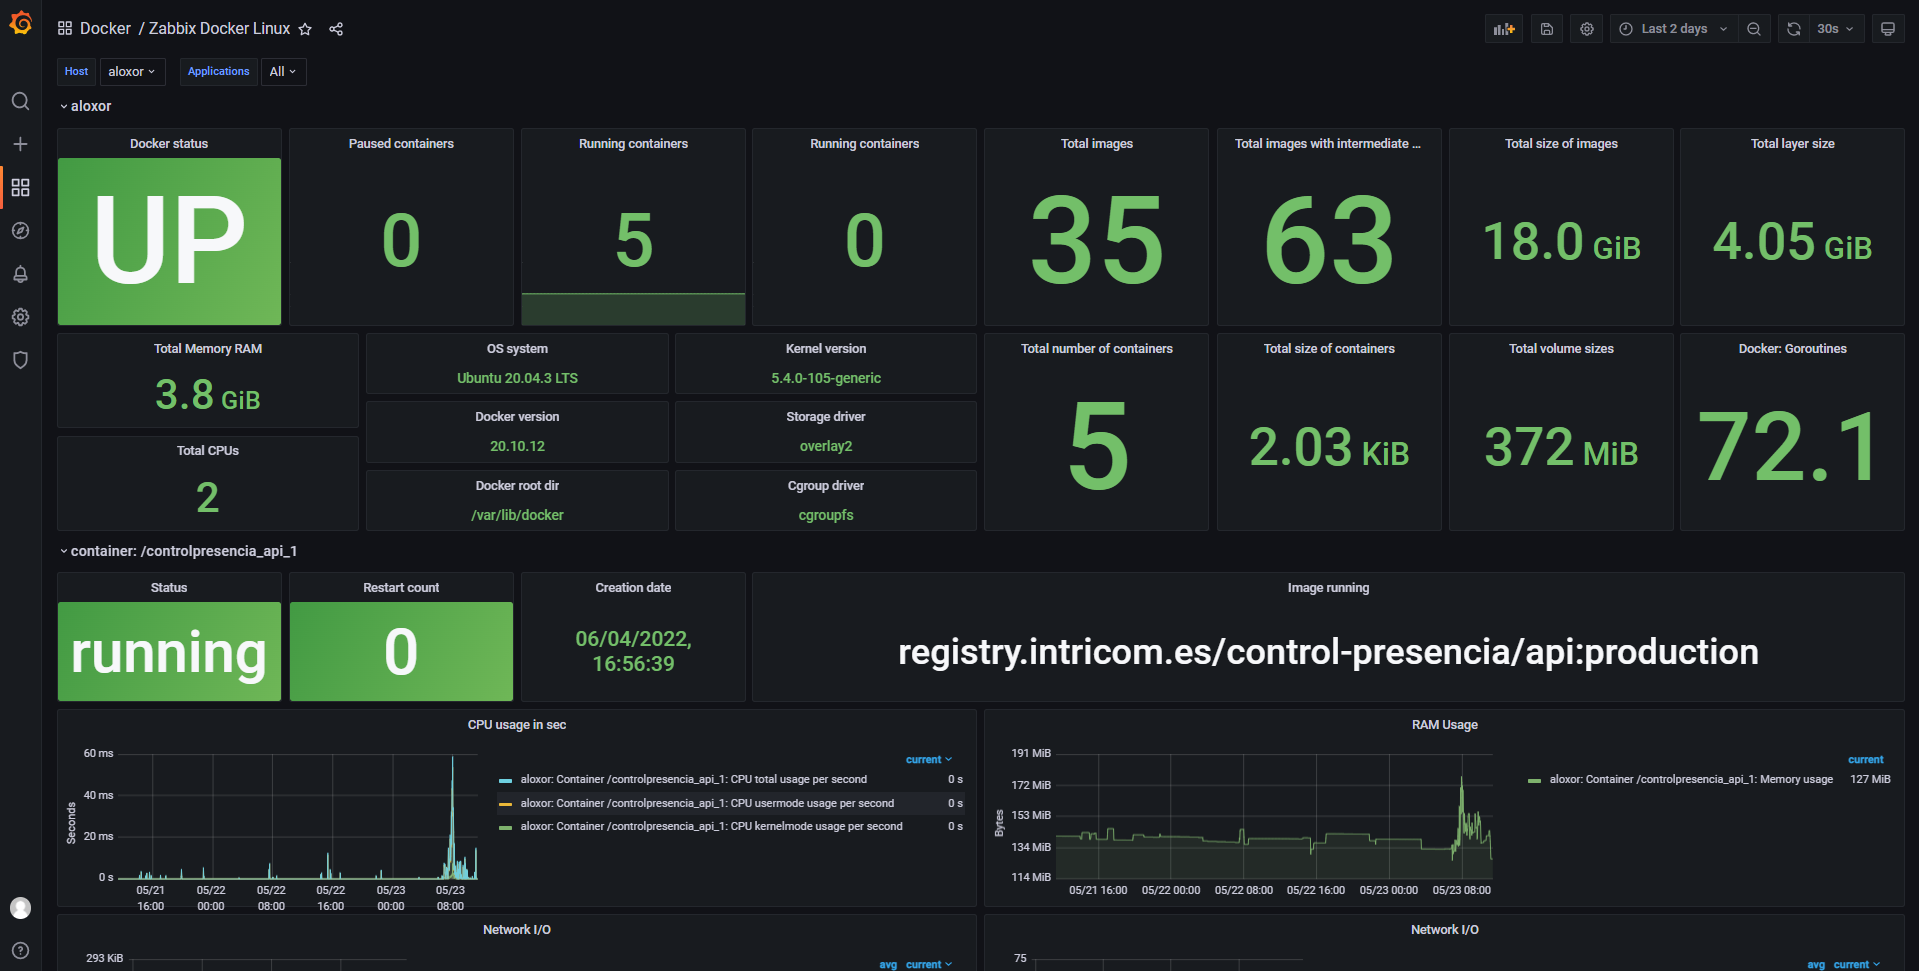 Docker / Zabbix Docker Linux
Last 2 days
30s
Host
aloxor
Applications
All
aloxor
Docker status
UP
Paused containers
0
Running containers
5
Running containers
0
Total images
35
Total images with intermediate ...
63
Total size of images
18.0 GiB
Total layer size
4.05 GiB
Total Memory RAM
3.8 GiB
Total CPUs
2
OS system
Ubuntu 20.04.3 LTS
Kernel version
5.4.0-105-generic
Docker version
20.10.12
Storage driver
overlay2
Docker root dir
/var/lib/docker
Cgroup driver
cgroupfs
Total number of containers
5
Total size of containers
2.03 KiB
Total volume sizes
372 MiB
Docker: Goroutines
72.1
container: /controlpresencia_api_1
Status
running
Restart count
0
Creation date
06/04/2022,
16:56:39
Image running
registry.intricom.es/control-presencia/api:production
CPU usage in sec
Seconds
60 ms
40 ms
20 ms
0 s
05/21 16:00
05/22 00:00
05/22 08:00
05/22 16:00
05/23 00:00
05/23 08:00
current
aloxor: Container /controlpresencia_api_1: CPU total usage per second 0 s
aloxor: Container /controlpresencia_api_1: CPU usermode usage per second 0 s
aloxor: Container /controlpresencia_api_1: CPU kernelmode usage per second 0 s
RAM Usage
Bytes
191 MiB
172 MiB
153 MiB
134 MiB
114 MiB
05/21 16:00
05/22 00:00
05/22 08:00
05/22 16:00
05/23 00:00
05/23 08:00
current
aloxor: Container /controlpresencia_api_1: Memory usage 127 MiB
Network I/O
293 KiB
avg current
Network I/O
75
avg current